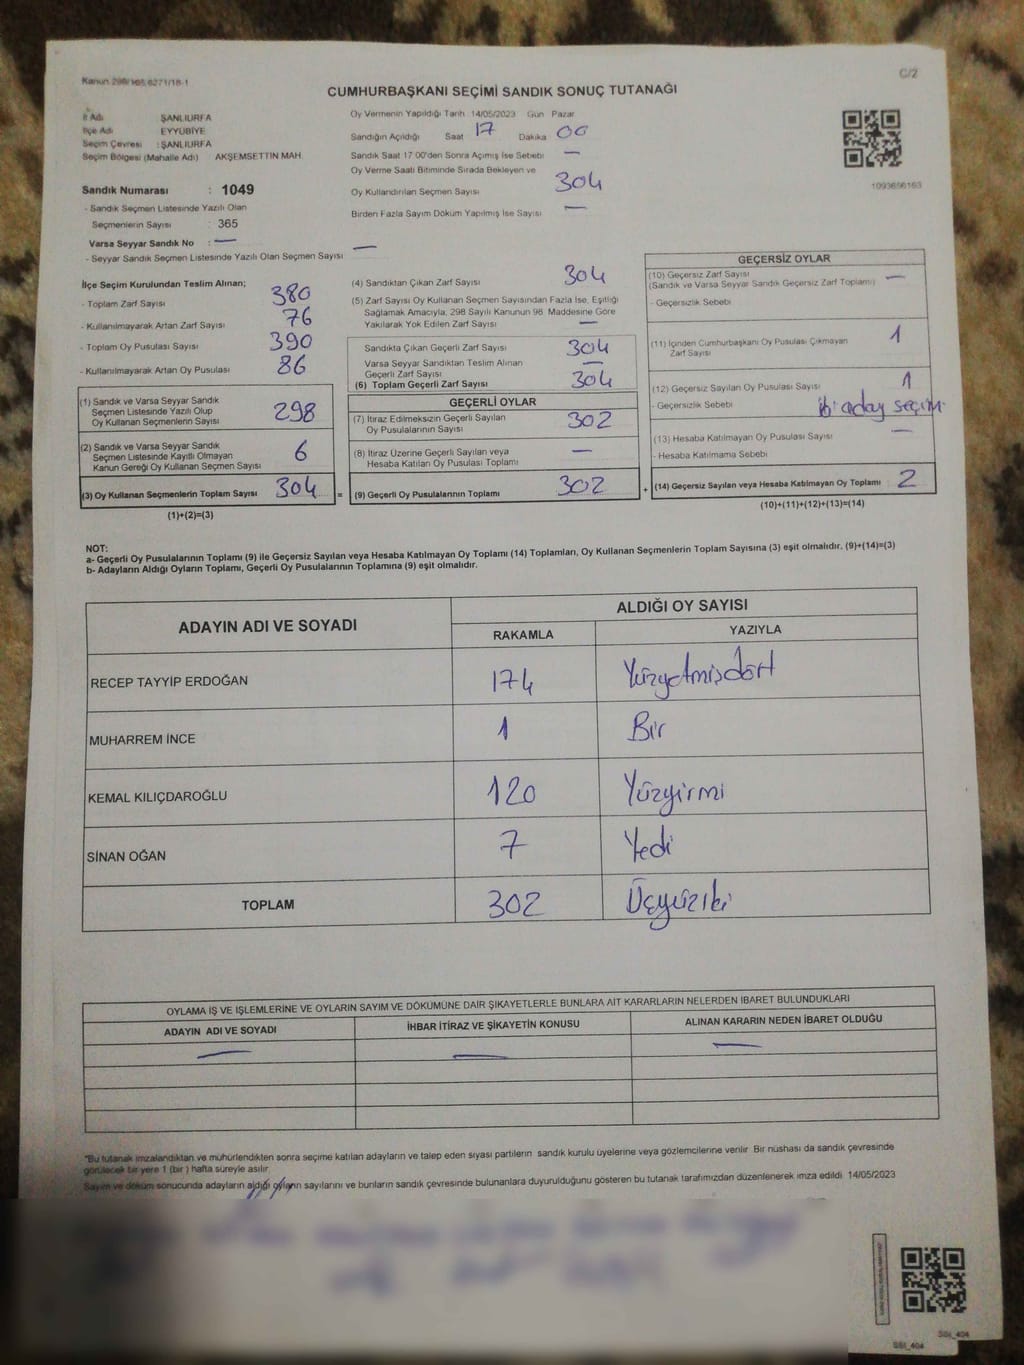 Kanun 298/165,6271/18-1
C/2
CUMHURBAŞKANI SEÇİMİ SANDIK SONUÇ TUTANAĞI
İl Adı : ŞANLIURFA
İlçe Adı : EYYÜBİYE
Seçim Çevresi : ŞANLIURFA
Seçim Bölgesi (Mahalle Adı) AKŞEMSETTİN MAH.
Sandık Numarası : 1049
- Sandık Seçmen Listesinde Yazılı Olan
Seçmenlerin Sayısı : 365
Varsa Seyyar Sandık No : —
- Seyyar Sandık Seçmen Listesinde Yazılı Olan Seçmen Sayısı : —
Oy Vermenin Yapıldığı Tarih 14/05/2023 Gün Pazar
Sandığın Açıldığı Saat 17 Dakika 00
Sandık Saat 17:00'den Sonra Açılmış İse Sebebi —
Oy Verme Saati Bitiminde Sırada Bekleyen ve
Oy Kullandırılan Seçmen Sayısı 304
Birden Fazla Sayım Döküm Yapılmış İse Sayısı —
1093656163
İlçe Seçim Kurulundan Teslim Alınan;
- Toplam Zarf Sayısı 380
- Kullanılmayarak Artan Zarf Sayısı 76
- Toplam Oy Pusulası Sayısı 390
- Kullanılmayarak Artan Oy Pusulası 86
(1) Sandık ve Varsa Seyyar Sandık
Seçmen Listesinde Yazılı Olup
Oy Kullanan Seçmenlerin Sayısı 298
(2) Sandık ve Varsa Seyyar Sandık
Seçmen Listesinde Kayıtlı Olmayan
Kanun Gereği Oy Kullanan Seçmen Sayısı 6
(3) Oy Kullanan Seçmenlerin Toplam Sayısı 304 =
(1)+(2)=(3)
(4) Sandıktan Çıkan Zarf Sayısı 304
(5) Zarf Sayısı Oy Kullanan Seçmen Sayısından Fazla İse, Eşitliği
Sağlamak Amacıyla, 298 Sayılı Kanunun 98. Maddesine Göre
Yakılarak Yok Edilen Zarf Sayısı —
Sandıkta Çıkan Geçerli Zarf Sayısı 304
Varsa Seyyar Sandıktan Teslim Alınan
Geçerli Zarf Sayısı —
(6) Toplam Geçerli Zarf Sayısı 304
GEÇERLİ OYLAR
(7) İtiraz Edilmeksizin Geçerli Sayılan
Oy Pusulalarının Sayısı 302
(8) İtiraz Üzerine Geçerli Sayılan veya
Hesaba Katılan Oy Pusulası Toplamı —
(9) Geçerli Oy Pusulalarının Toplamı 302 +
GEÇERSİZ OYLAR
(10) Geçersiz Zarf Sayısı —
(Sandık ve Varsa Seyyar Sandık Geçersiz Zarf Toplamı)
- Geçersizlik Sebebi
(11) İçinden Cumhurbaşkanı Oy Pusulası Çıkmayan
Zarf Sayısı 1
(12) Geçersiz Sayılan Oy Pusulası Sayısı 1
- Geçersizlik Sebebi aday seçim
(13) Hesaba Katılmayan Oy Pusulası Sayısı —
- Hesaba Katılmama Sebebi
(14) Geçersiz Sayılan veya Hesaba Katılmayan Oy Toplamı 2
(10)+(11)+(12)+(13)=(14)
NOT:
a- Geçerli Oy Pusulalarının Toplamı (9) ile Geçersiz Sayılan veya Hesaba Katılmayan Oy Toplamı (14) Toplamları, Oy Kullanan Seçmenlerin Toplam Sayısına (3) eşit olmalıdır. (9)+(14)=(3)
b- Adayların Aldığı Oyların Toplamı, Geçerli Oy Pusulalarının Toplamına (9) eşit olmalıdır.
ADAYIN ADI VE SOYADI ALDIĞI OY SAYISI
RAKAMLA YAZIYLA
RECEP TAYYİP ERDOĞAN 174 Yüzyetmişdört
MUHARREM İNCE 1 Bir
KEMAL KILIÇDAROĞLU 120 Yüzyirmi
SİNAN OĞAN 7 Yedi
TOPLAM 302 Üçyüziki
OYLAMA İŞ VE İŞLEMLERİNE VE OYLARIN SAYIM VE DÖKÜMÜNE DAİR ŞİKAYETLERLE BUNLARA AİT KARARLARIN NELERDEN İBARET BULUNDUKLARI
ADAYIN ADI VE SOYADI İHBAR İTİRAZ VE ŞİKAYETİN KONUSU ALINAN KARARIN NEDEN İBARET OLDUĞU
— — —
"Bu tutanak imzalandıktan ve mühürlendikten sonra seçime katılan adayların ve talep eden siyasi partilerin sandık kurulu üyelerine veya gözlemcilerine verilir. Bir nüshası da sandık çevresinde
görülecek bir yere 1 (bir) hafta süreyle asılır.
Sayım ve döküm sonucunda adayların aldığı oyların sayılarını ve bunların sandık çevresinde bulunanlara duyurulduğunu gösteren bu tutanak tarafımızdan düzenlenerek imza edildi. 14/05/2023
SSI_404
SSI_404